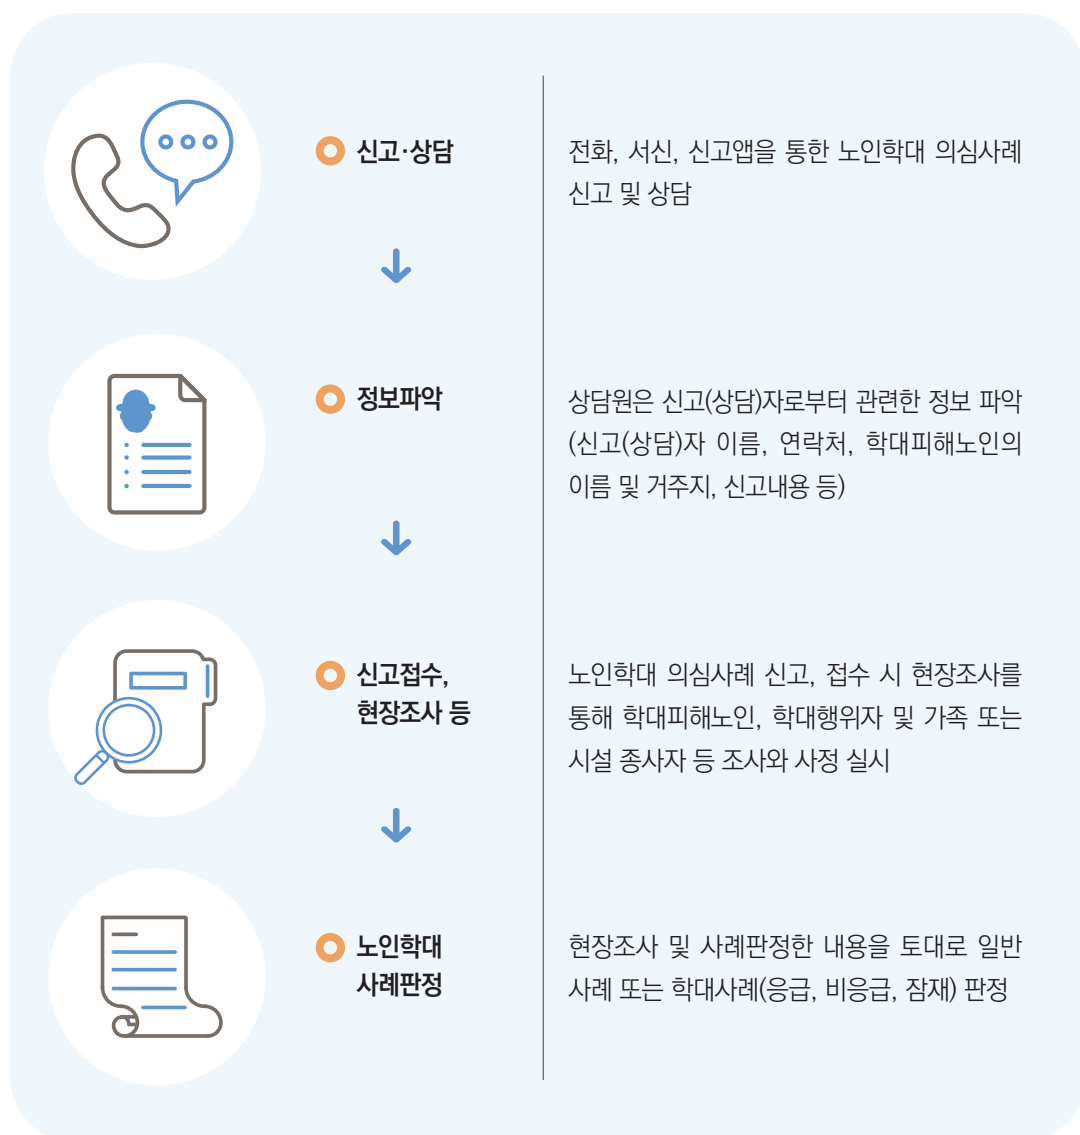 신고·상담
전화, 서신, 신고앱을 통한 노인학대 의심사례
신고 및 상담
정보파악
상담원은 신고(상담)자로부터 관련한 정보 파악
(신고(상담)자 이름, 연락처, 학대피해노인의
이름 및 거주지, 신고내용 등)
신고접수,
현장조사 등
노인학대 의심사례 신고, 접수 시 현장조사를
통해 학대피해노인, 학대행위자 및 가족 또는
시설 종사자 등 조사와 사정 실시
노인학대
사례판정
현장조사 및 사례판정한 내용을 토대로 일반
사례 또는 학대사례(응급, 비응급, 잠재) 판정